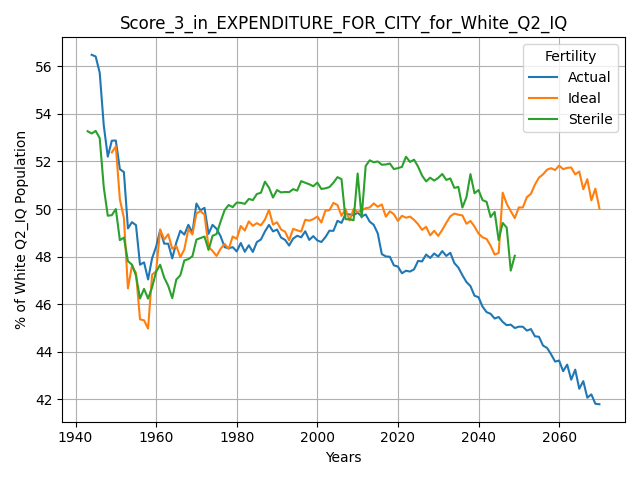 Score_3_in_EXPENDITURE_FOR_CITY_for_White_Q2_IQ
Fertility
Actual
Ideal
Sterile
% of White Q2_IQ Population
56
54
52
50
48
46
44
42
1940
1960
1980
2000
2020
2040
2060
Years